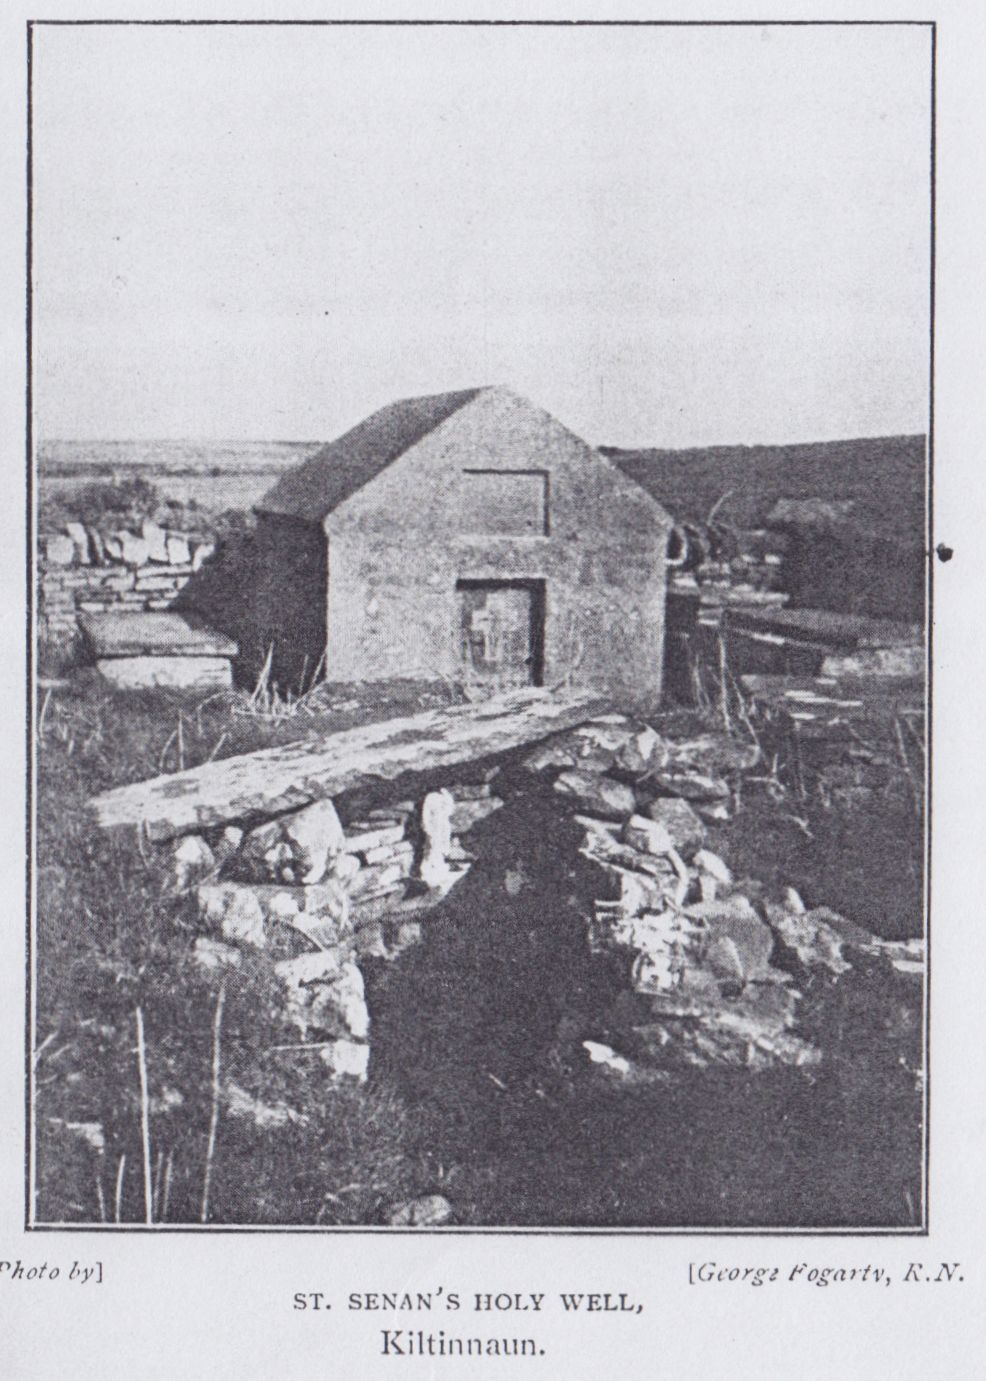 Photo by] [George Fogarty, R.N.
ST. SENAN'S HOLY WELL,
Kiltinnaun.